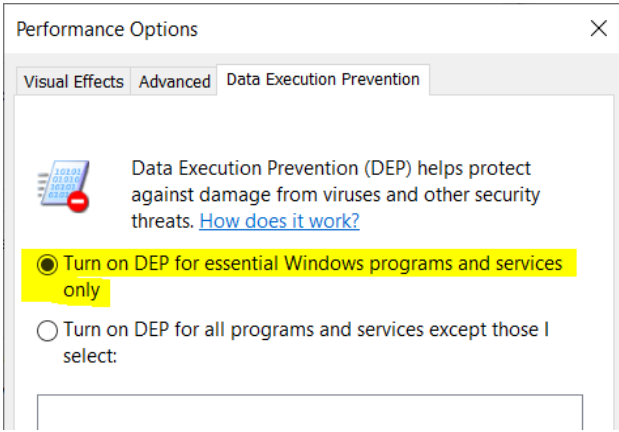 Performance Options
Visual Effects Advanced Data Execution Prevention
Data Execution Prevention (DEP) helps protect
against damage from viruses and other security
threats. How does it work?
Turn on DEP for essential Windows programs and services
only
Turn on DEP for all programs and services except those I
select: